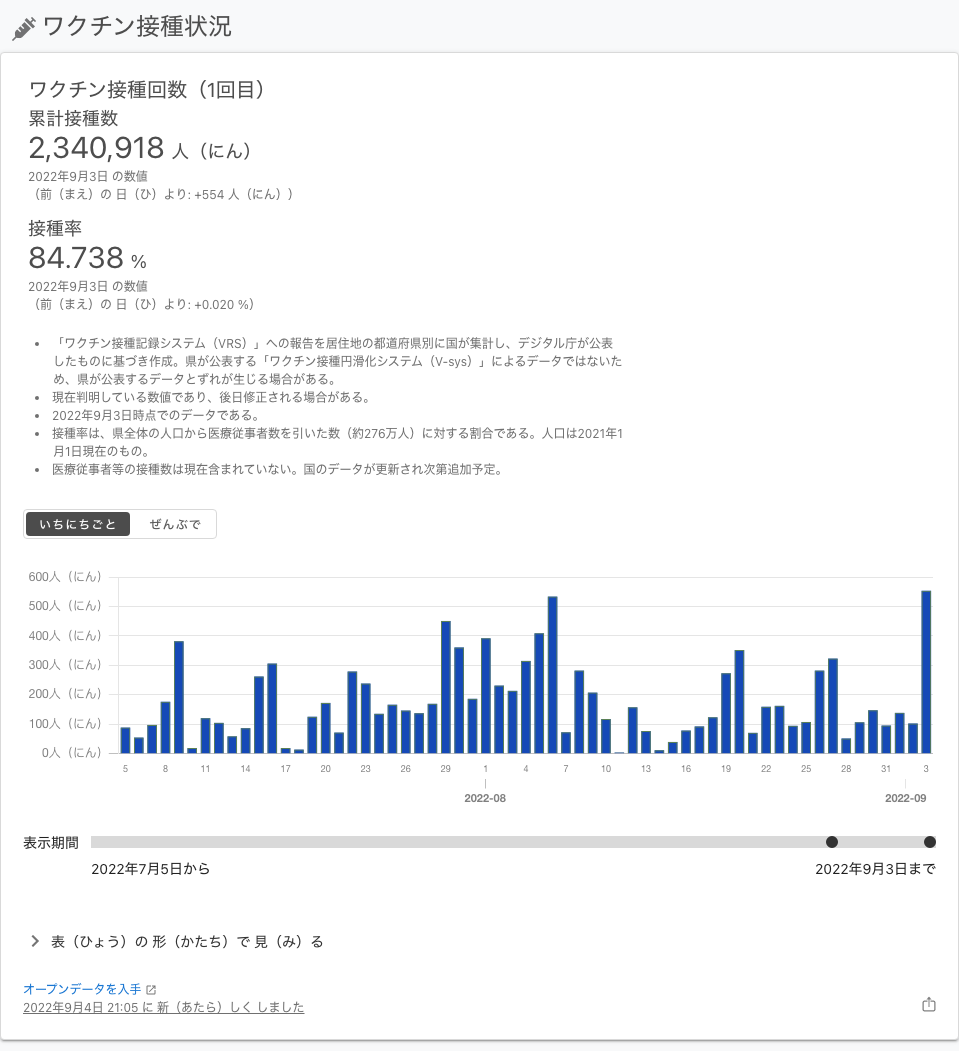 ワクチン接種状況
ワクチン接種回数（1回目）
累計接種数
2,340,918 人（にん）
2022年9月3日 の数値
（前（まえ）の 日（ひ）より: +554 人（にん））
接種率
84.738 %
2022年9月3日 の数値
（前（まえ）の 日（ひ）より: +0.020 %）
• 「ワクチン接種記録システム（VRS）」への報告を居住地の都道府県別に国が集計し、デジタル庁が公表
したものに基づき作成。県が公表する「ワクチン接種円滑化システム（V-sys）」によるデータではないた
め、県が公表するデータとずれが生じる場合がある。
• 現在判明している数値であり、後日修正される場合がある。
• 2022年9月3日時点でのデータである。
• 接種率は、県全体の人口から医療従事者数を引いた数（約276万人）に対する割合である。人口は2021年1
月1日現在のもの。
• 医療従事者等の接種数は現在含まれていない。国のデータが更新され次第追加予定。
いちにちごと ぜんぶで
600人（にん）
500人（にん）
400人（にん）
300人（にん）
200人（にん）
100人（にん）
0人（にん）
5 8 11 14 17 20 23 26 29 1 4 7 10 13 16 19 22 25 28 31 3
2022-08 2022-09
表示期間
2022年7月5日から 2022年9月3日まで
表（ひょう）の 形（かたち）で 見（み）る
オープンデータを入手
2022年9月4日 21:05 に 新（あたら）しく しました